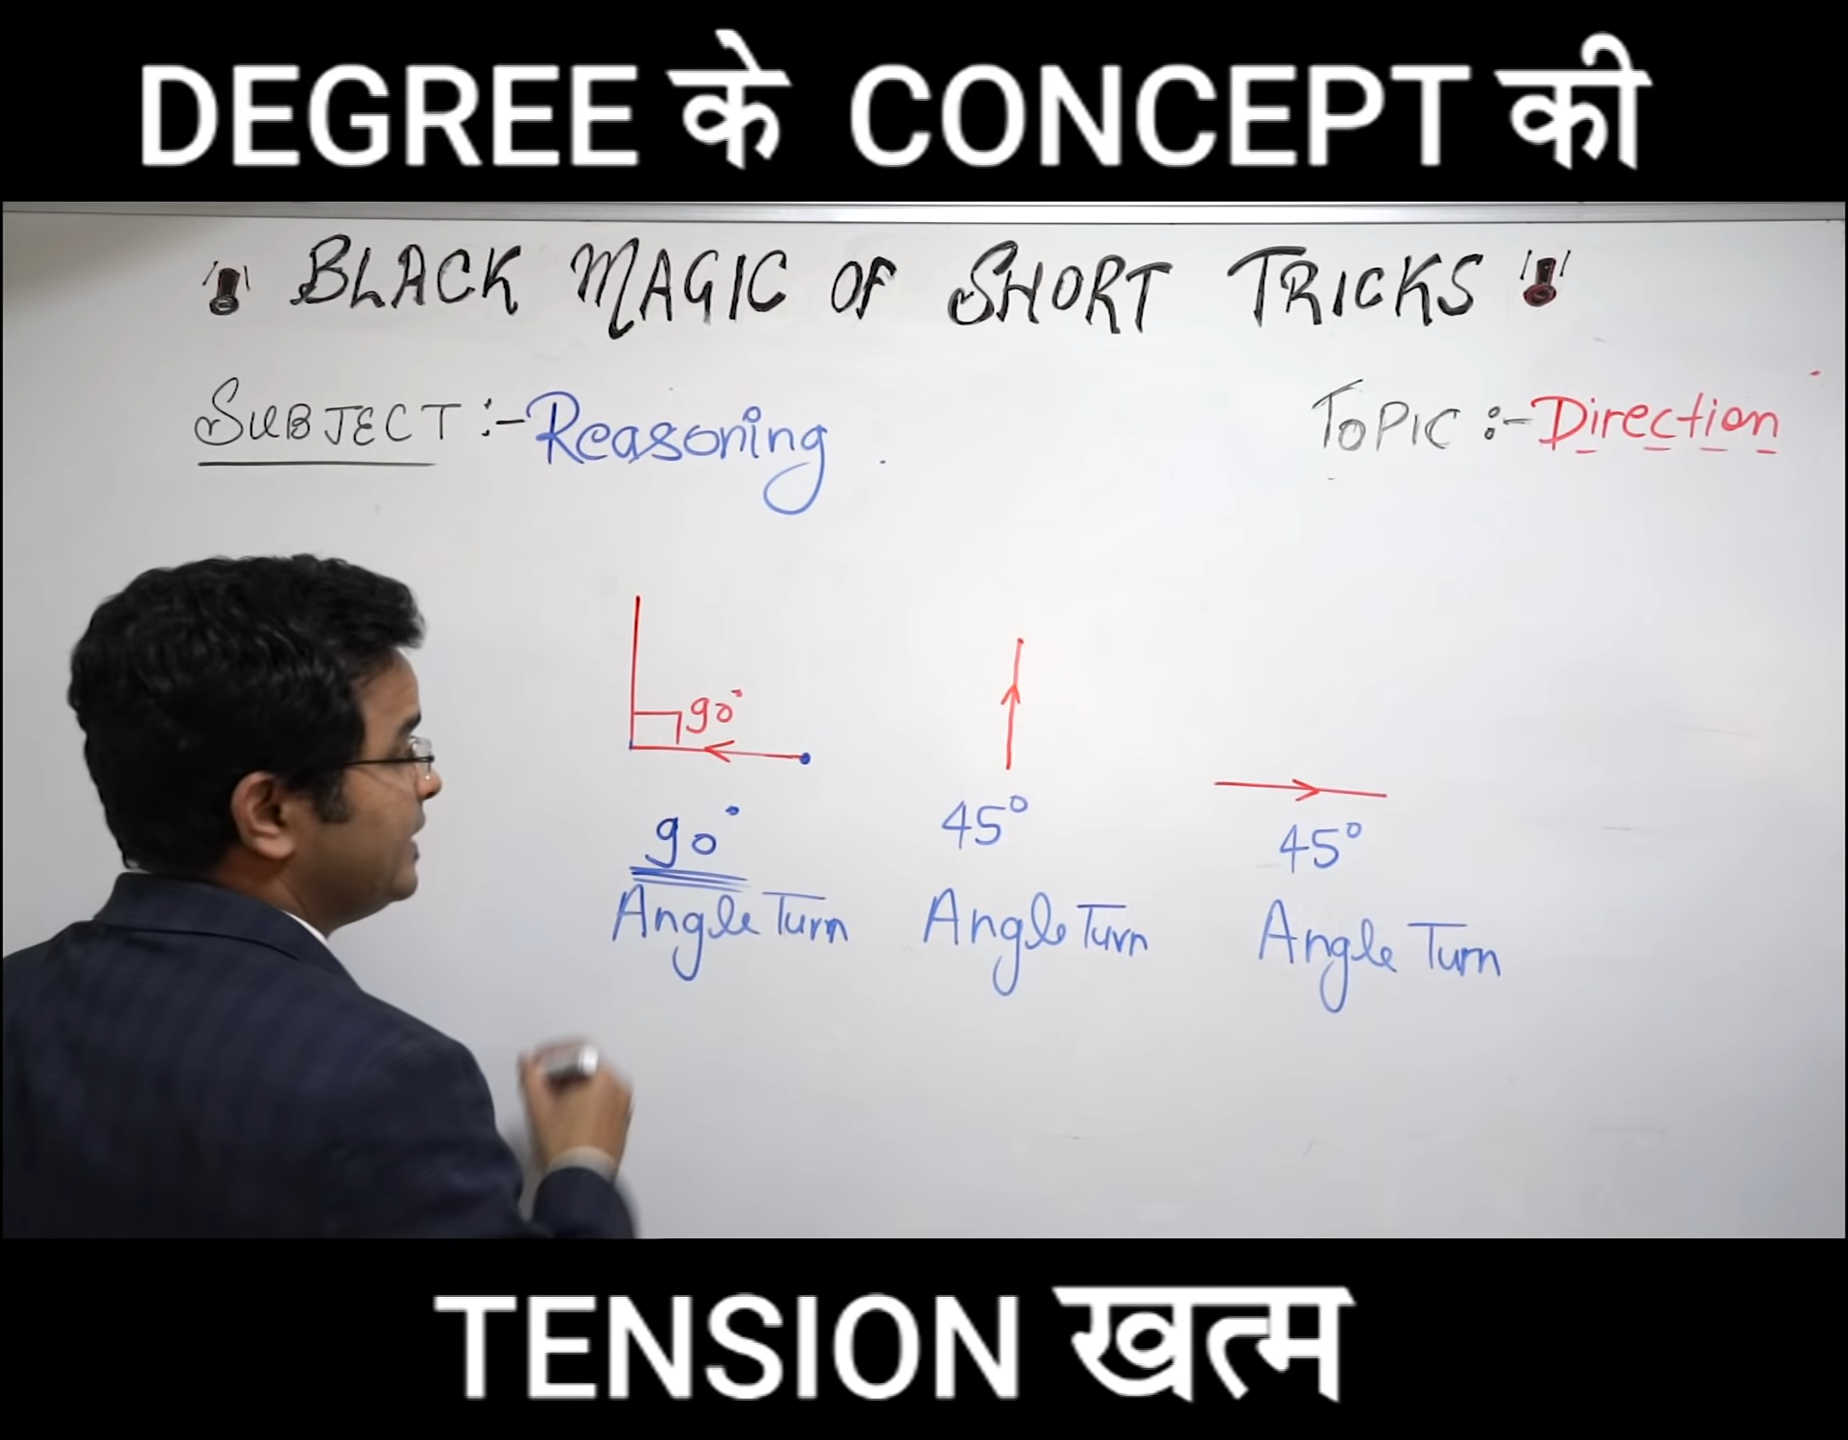 DEGREE के CONCEPT की
BLACK MAGIC OF SHORT TRICKS
SUBJECT :- Reasoning
TOPIC :- Direction
90°
90°
Angle Turn
45°
Angle Turn
45°
Angle Turn
TENSION खत्म